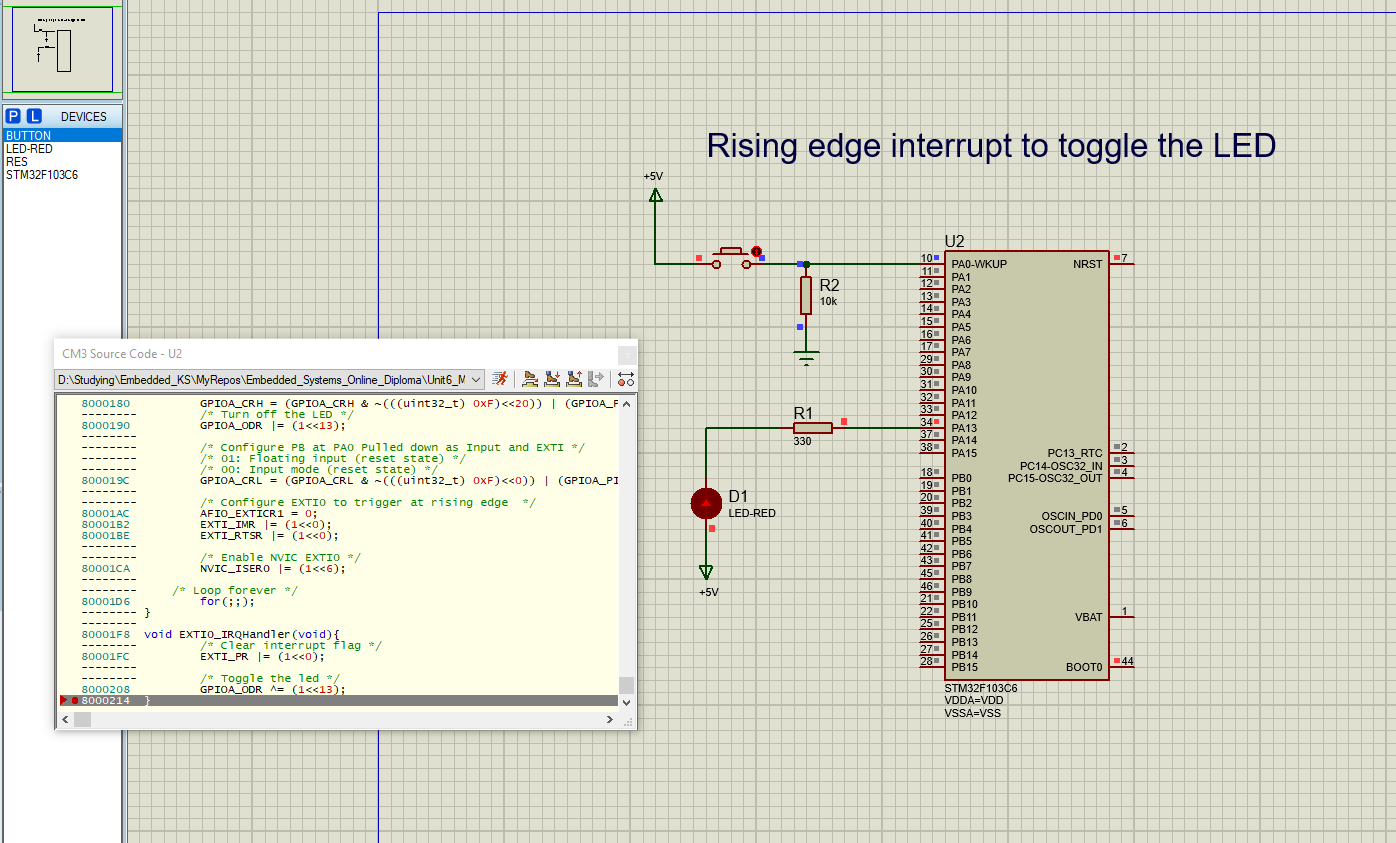 P L DEVICES
BUTTON
LED-RED
RES
STM32F103C6
Rising edge interrupt to toggle the LED
+5V
R2
10k
R1
330
D1
LED-RED
+5V
U2
10 PA0-WKUP
11 PA1
12 PA2
13 PA3
14 PA4
15 PA5
16 PA6
17 PA7
29 PA8
30 PA9
31 PA10
32 PA11
33 PA12
34 PA13
37 PA14
38 PA15
18 PB0
19 PB1
20 PB2
39 PB3
40 PB4
41 PB5
42 PB6
43 PB7
45 PB8
46 PB9
21 PB10
22 PB11
25 PB12
26 PB13
27 PB14
28 PB15
NRST 7
PC13_RTC 2
PC14-OSC32_IN 3
PC15-OSC32_OUT 4
OSCIN_PD0 5
OSCOUT_PD1 6
VBAT 1
BOOT0 44
STM32F103C6
VDDA=VDD
VSSA=VSS
CM3 Source Code - U2
D:\Studying\Embedded_KS\MyRepos\Embedded_Systems_Online_Diploma\Unit6_M
8000180 GPIOA_CRH = (GPIOA_CRH & ~(((uint32_t) 0xF)<<20)) | (GPIOA_P
-------- /* Turn off the LED */
8000190 GPIOA_ODR |= (1<<13);
--------
-------- /* Configure PB at PA0 Pulled down as Input and EXTI */
-------- /* 01: Floating input (reset state) */
-------- /* 00: Input mode (reset state) */
800019C GPIOA_CRL = (GPIOA_CRL & ~(((uint32_t) 0xF)<<0)) | (GPIOA_PI
--------
-------- /* Configure EXTI0 to trigger at rising edge */
80001AC AFIO_EXTICR1 = 0;
80001B2 EXTI_IMR |= (1<<0);
80001BE EXTI_RTSR |= (1<<0);
--------
-------- /* Enable NVIC EXTI0 */
80001CA NVIC_ISER0 |= (1<<6);
--------
-------- /* Loop forever */
80001D6 for(;;);
-------- }
--------
80001F8 void EXTI0_IRQHandler(void){
-------- /* Clear interrupt flag */
80001FC EXTI_PR |= (1<<0);
--------
-------- /* Toggle the led */
8000208 GPIOA_ODR ^= (1<<13);
8000214 }